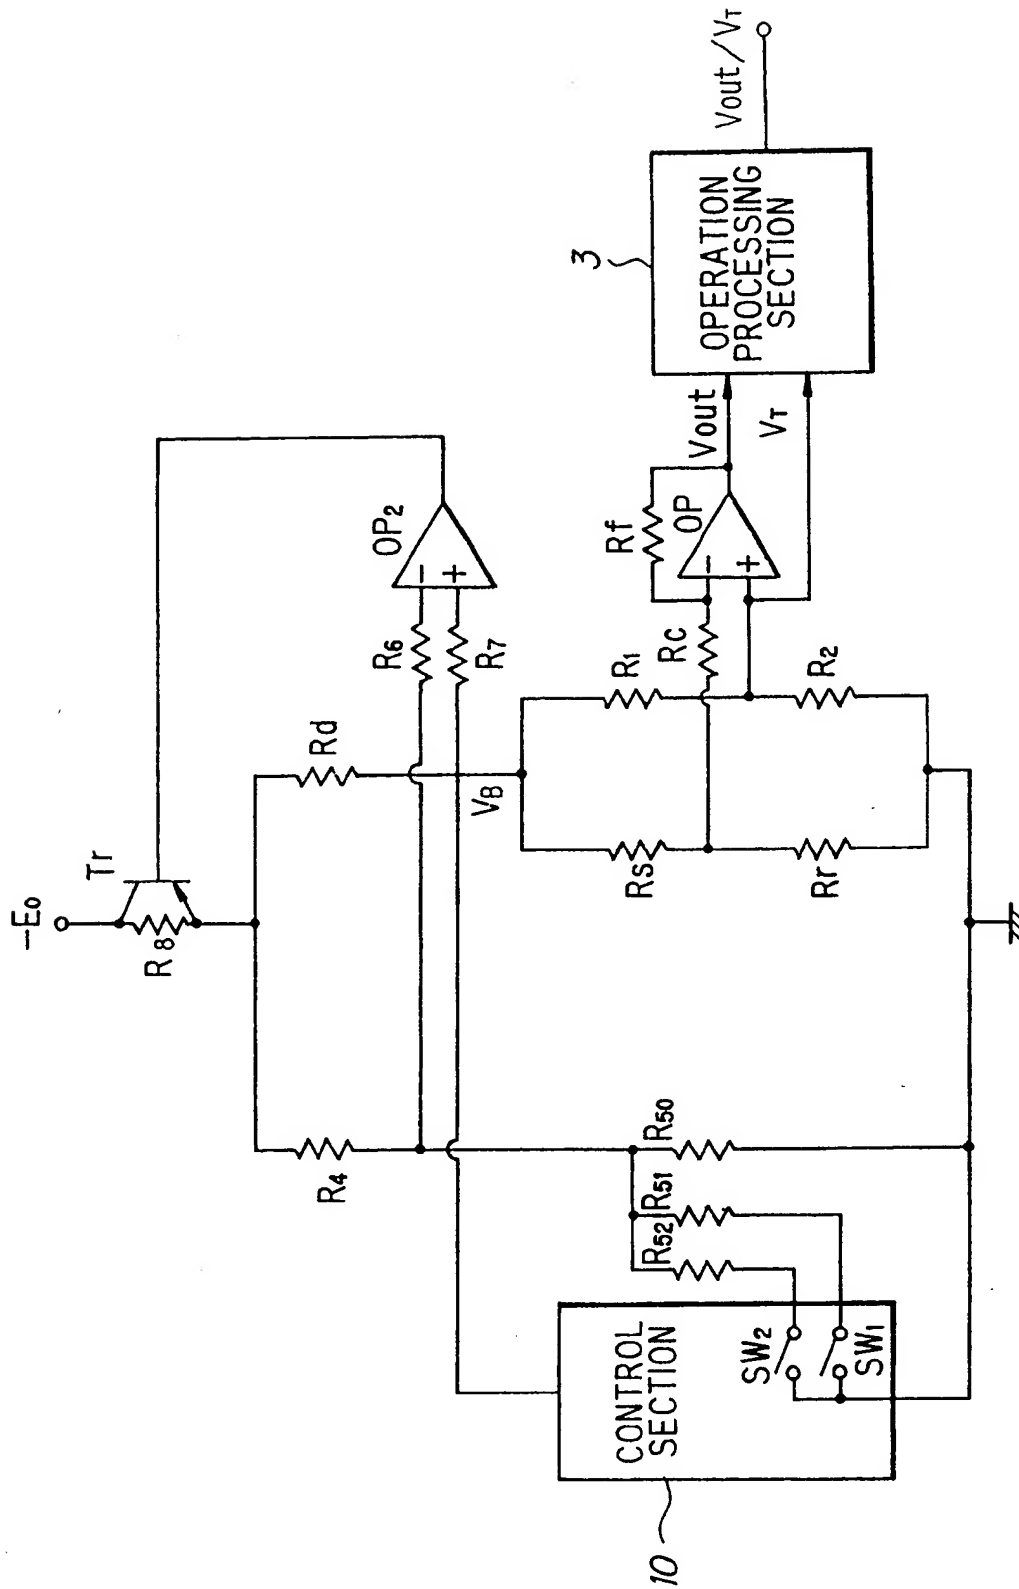 -E0
Tr
R8
R4
Rd
R6
R7
OP2
-
+
VB
R1
R2
Rs
Rr
Rc
Rf
OP
-
+
Vout
VT
3
OPERATION
PROCESSING
SECTION
Vout/VT
R50
R51
R52
CONTROL
SECTION
SW2
SW1
10